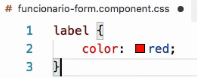 # funcionario-form.component.css
1 label {
2 color: red;
3 }